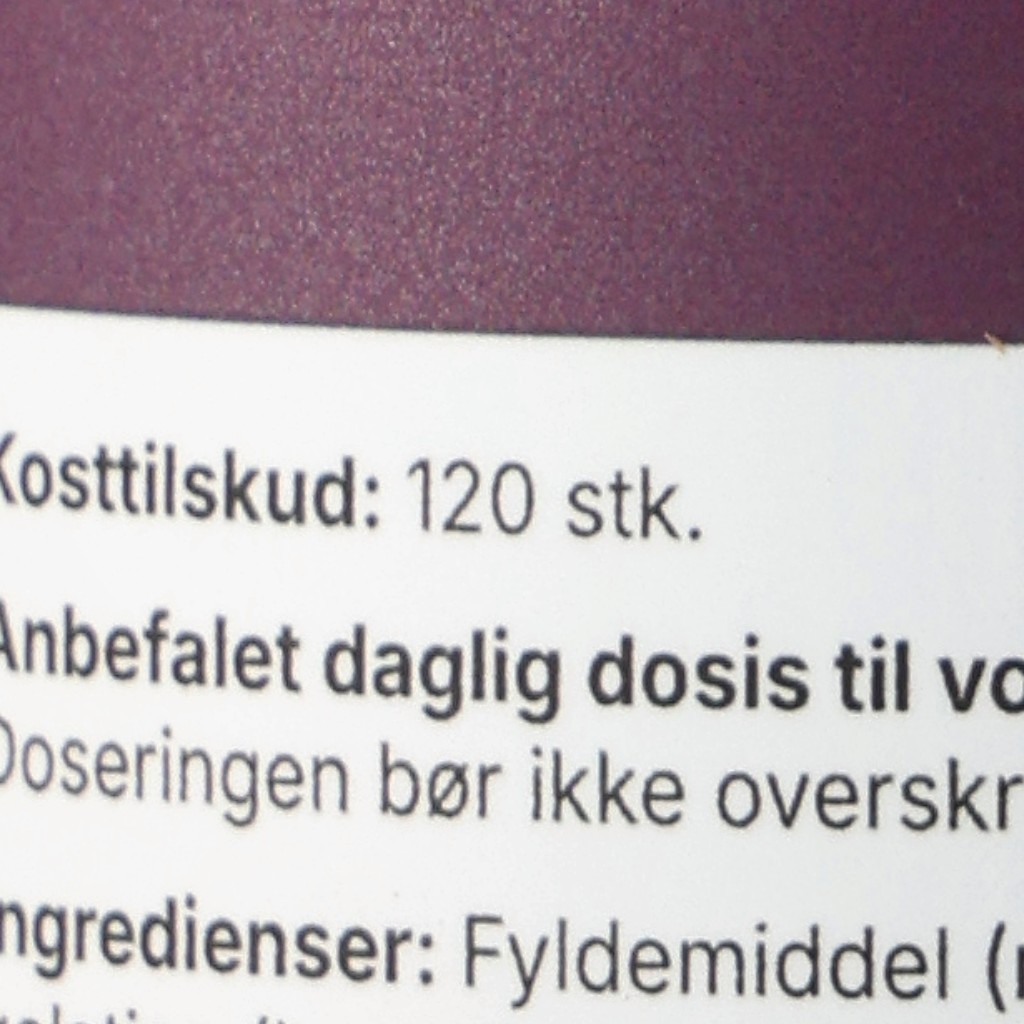 Kosttilskud: 120 stk.
Anbefalet daglig dosis til
Doseringen bør ikke
Ingredienser: Fyldemiddel